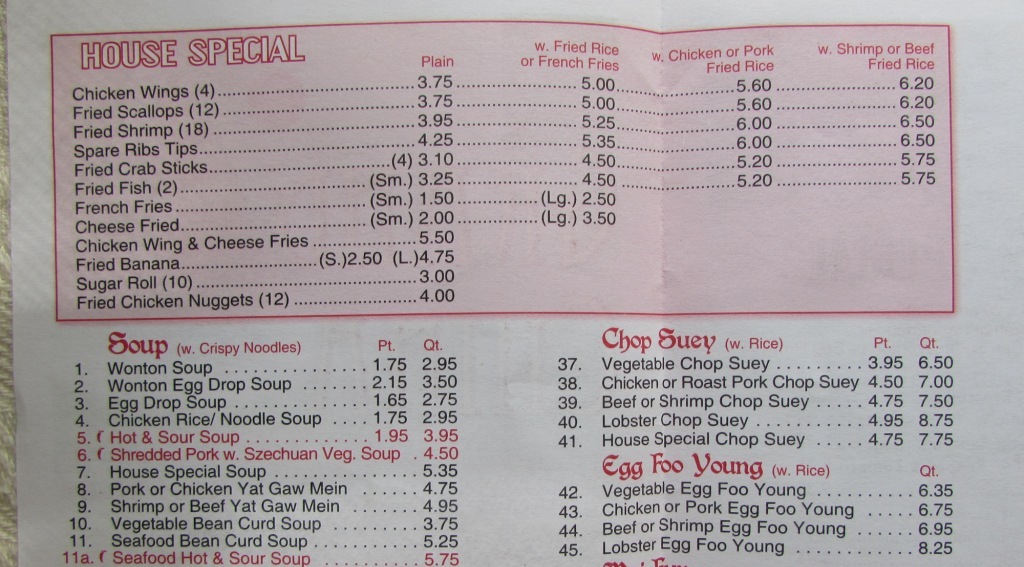 HOUSE SPECIAL
Plain w. Fried Rice or French Fries w. Chicken or Pork Fried Rice w. Shrimp or Beef Fried Rice
Chicken Wings (4) 3.75 5.00 5.60 6.20
Fried Scallops (12) 3.75 5.00 5.60 6.20
Fried Shrimp (18) 3.95 5.25 6.00 6.50
Spare Ribs Tips 4.25 5.35 6.00 6.50
Fried Crab Sticks (4) 3.10 4.50 5.20 5.75
Fried Fish (2) (Sm.) 3.25 4.50 5.20 5.75
French Fries (Sm.) 1.50 (Lg.) 2.50
Cheese Fried (Sm.) 2.00 (Lg.) 3.50
Chicken Wing & Cheese Fries 5.50
Fried Banana (S.)2.50 (L.)4.75
Sugar Roll (10) 3.00
Fried Chicken Nuggets (12) 4.00
Soup (w. Crispy Noodles) Pt. Qt.
1. Wonton Soup 1.75 2.95
2. Wonton Egg Drop Soup 2.15 3.50
3. Egg Drop Soup 1.65 2.75
4. Chicken Rice/ Noodle Soup 1.75 2.95
5. Hot & Sour Soup 1.95 3.95
6. Shredded Pork w. Szechuan Veg. Soup 4.50
7. House Special Soup 5.35
8. Pork or Chicken Yat Gaw Mein 4.75
9. Shrimp or Beef Yat Gaw Mein 4.95
10. Vegetable Bean Curd Soup 3.75
11. Seafood Bean Curd Soup 5.25
11a. Seafood Hot & Sour Soup 5.75
Chop Suey (w. Rice) Pt. Qt.
37. Vegetable Chop Suey 3.95 6.50
38. Chicken or Roast Pork Chop Suey 4.50 7.00
39. Beef or Shrimp Chop Suey 4.75 7.50
40. Lobster Chop Suey 4.95 8.75
41. House Special Chop Suey 4.75 7.75
Egg Foo Young (w. Rice) Qt.
42. Vegetable Egg Foo Young 6.35
43. Chicken or Pork Egg Foo Young 6.75
44. Beef or Shrimp Egg Foo Young 6.95
45. Lobster Egg Foo Young 8.25